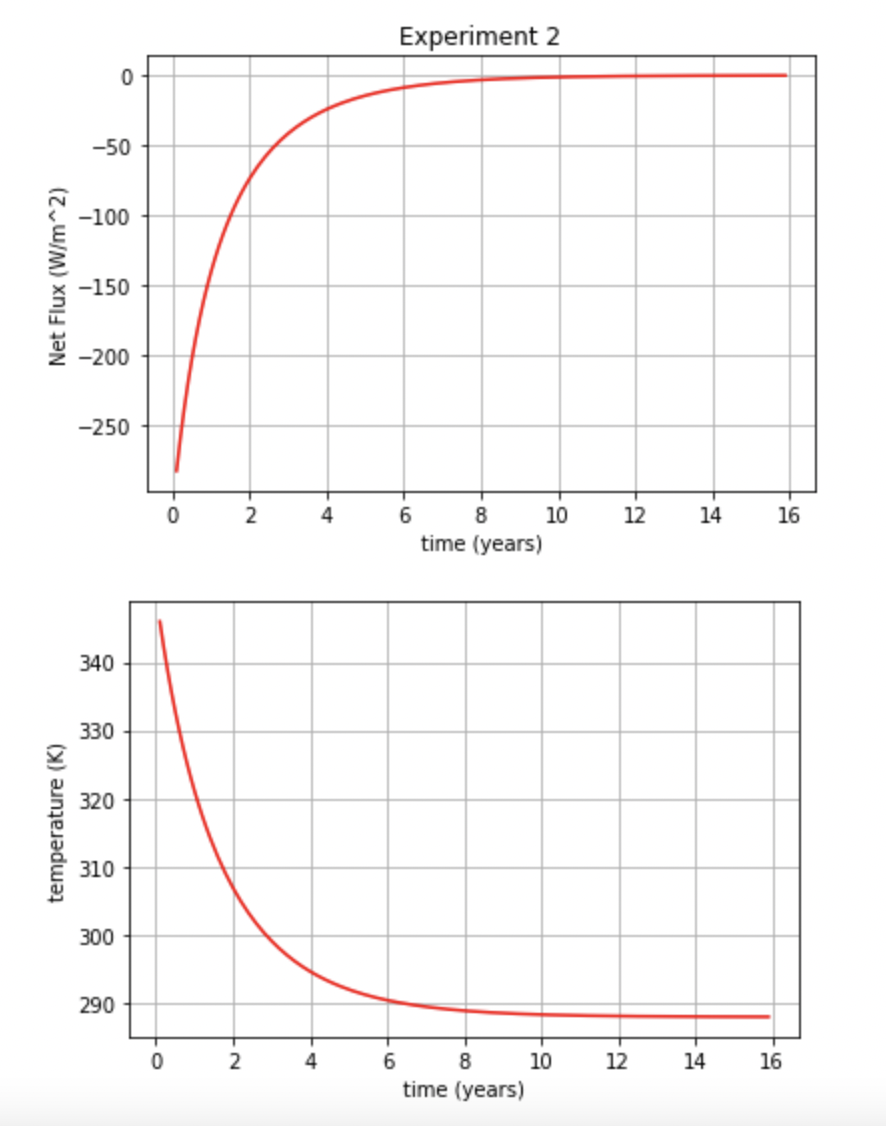 Experiment 2
0
−50
−100
−150
−200
−250
Net Flux (W/m^2)
0 2 4 6 8 10 12 14 16
time (years)
340
330
320
310
300
290
temperature (K)
0 2 4 6 8 10 12 14 16
time (years)